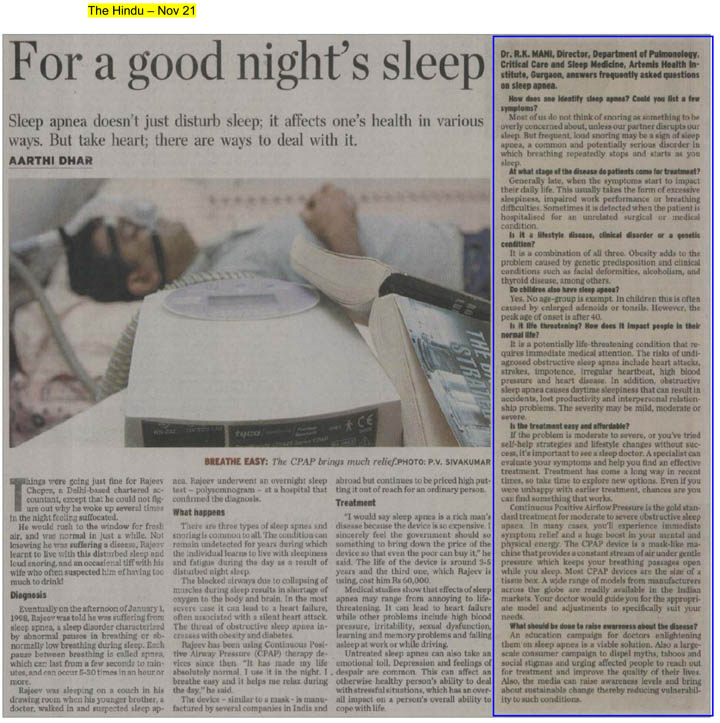 The Hindu – Nov 21
For a good night's sleep
Sleep apnea doesn't just disturb sleep; it affects one's health in various
ways. But take heart; there are ways to deal with it.
AARTHI DHAR
tyco
CE
BREATHE EASY: The CPAP brings much relief.PHOTO: P.V. SIVAKUMAR
Things were going just fine for Rajeev
Chopra, a Delhi-based chartered ac-
countant, except that he could not fig-
ure out why he woke up several times
in the night feeling suffocated.
He would rush to the window for fresh
air, and was normal in just a while. Not
knowing he was suffering a disease, Rajeev
learnt to live with this disturbed sleep and
loud snoring, and an occasional tiff with his
wife who often suspected him of having too
much to drink!
Diagnosis
Eventually on the afternoon of January 1,
1998, Rajeev was told he was suffering from
sleep apnea, a sleep disorder characterized
by abnormal pauses in breathing or ab-
normally low breathing during sleep. Each
pause between breathing is called apnea,
which can last from a few seconds to min-
utes, and can occur 5-30 times in an hour or
more.
Rajeev was sleeping on a couch in his
drawing room when his younger brother, a
doctor, walked in and suspected sleep ap-
nea. Rajeev underwent an overnight sleep
test – polysomnogram – at a hospital that
confirmed the diagnosis.
What happens
There are three types of sleep apnea and
snoring is common to all. The condition can
remain undetected for years during which
the individual learns to live with sleepiness
and fatigue during the day as a result of
disturbed night sleep.
The blocked airways due to collapsing of
muscles during sleep results in shortage of
oxygen to the body and brain. In the most
severe case it can lead to a heart failure,
often associated with a silent heart attack.
The threat of obstructive sleep apnea in-
creases with obesity and diabetes.
Rajeev has been using Continuous Posi-
tive Airway Pressure (CPAP) therapy de-
vices since then "It has made my life
absolutely normal. I use it in the night. I
breathe easy and it helps me relax during
the day," he said.
The device - similar to a mask - is manu-
factured by several companies in India and
abroad but continues to be priced high put-
ting it out of reach for an ordinary person.
Treatment
"I would say sleep apnea is a rich man's
disease because the device is so expensive. I
sincerely feel the government should so
something to bring down the price of the
device so that even the poor can buy it," he
said. The life of the device is around 3-5
years and the third one, which Rajeev is
using, cost him Rs 60,000.
Medical studies show that effects of sleep
apnea may range from annoying to life-
threatening. It can lead to heart failure
while other problems include high blood
pressure, irritability, sexual dysfunction,
learning and memory problems and falling
asleep at work or while driving.
Untreated sleep apnea can also take an
emotional toll. Depression and feelings of
despair are common. This can affect an
otherwise healthy person's ability to deal
with stressful situations, which has an over-
all impact on a person's overall ability to
cope with life.
Dr. R.K. MANI, Director, Department of Pulmonology,
Critical Care and Sleep Medicine, Artemis Health In-
stitute, Gurgaon, answers frequently asked questions
on sleep apnea.
How does one identify sleep apnea? Could you list a few
symptoms?
Most of us do not think of snoring as something to be
overly concerned about, unless our partner disrupts our
sleep. But frequent, loud snoring may be a sign of sleep
apnea, a common and potentially serious disorder in
which breathing repeatedly stops and starts as you
sleep.
At what stage of the disease do patients come for treatment?
Generally late, when the symptoms start to impact
their daily life. This usually takes the form of excessive
sleepiness, impaired work performance or breathing
difficulties. Sometimes it is detected when the patient is
hospitalised for an unrelated surgical or medical
condition.
Is it a lifestyle disease, clinical disorder or a genetic
condition?
It is a combination of all three. Obesity adds to the
problem caused by genetic predisposition and clinical
conditions such as facial deformities, alcoholism, and
thyroid disease, among others.
Do children also have sleep apnea?
Yes. No age-group is exempt. In children this is often
caused by enlarged adenoids or tonsils. However, the
peak age of onset is after 40.
Is it life threatening? How does it impact people in their
normal life?
It is a potentially life-threatening condition that re-
quires immediate medical attention. The risks of undi-
agnosed obstructive sleep apnea include heart attacks,
strokes, impotence, irregular heartbeat, high blood
pressure and heart disease. In addition, obstructive
sleep apnea causes daytime sleepiness that can result in
accidents, lost productivity and interpersonal relation-
ship problems. The severity may be mild, moderate or
severe.
Is the treatment easy and affordable?
If the problem is moderate to severe, or you've tried
self-help strategies and lifestyle changes without suc-
cess, it's important to see a sleep doctor. A specialist can
evaluate your symptoms and help you find an effective
treatment. Treatment has come a long way in recent
times, so take time to explore new options. Even if you
were unhappy with earlier treatment, chances are you
can find something that works.
Continuous Positive Airflow Pressure is the gold stan-
dard treatment for moderate to severe obstructive sleep
apnea. In many cases, you'll experience immediate
symptom relief and a huge boost in your mental and
physical energy. The CPAP device is a mask-like ma-
chine that provides a constant stream of air under gentle
pressure which keeps your breathing passages open
while you sleep. Most CPAP devices are the size of a
tissue box. A wide range of models from manufacturers
across the globe are readily available in the Indian
markets. Your doctor would guide you for the appropri-
ate model and adjustments to specifically suit your
needs.
What should be done to raise awareness about the disease?
An education campaign for doctors enlightening
them on sleep apnea is a viable solution. Also a large-
scale consumer campaign to dispel myths, taboos and
social stigmas and urging affected people to reach out
for treatment and improve the quality of their lives.
Also, the media can raise awareness levels and bring
about sustainable change thereby reducing vulnerabil-
ity to such conditions.